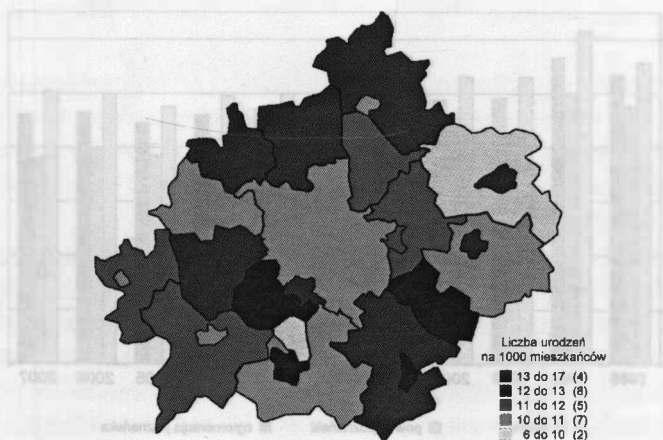 Liczba urodzeń
na 1000 mieszkańców
13 do 17 (4)
12 do 13 (8)
11 do 12 (5)
10 do 11 (7)
6 do 10 (2)